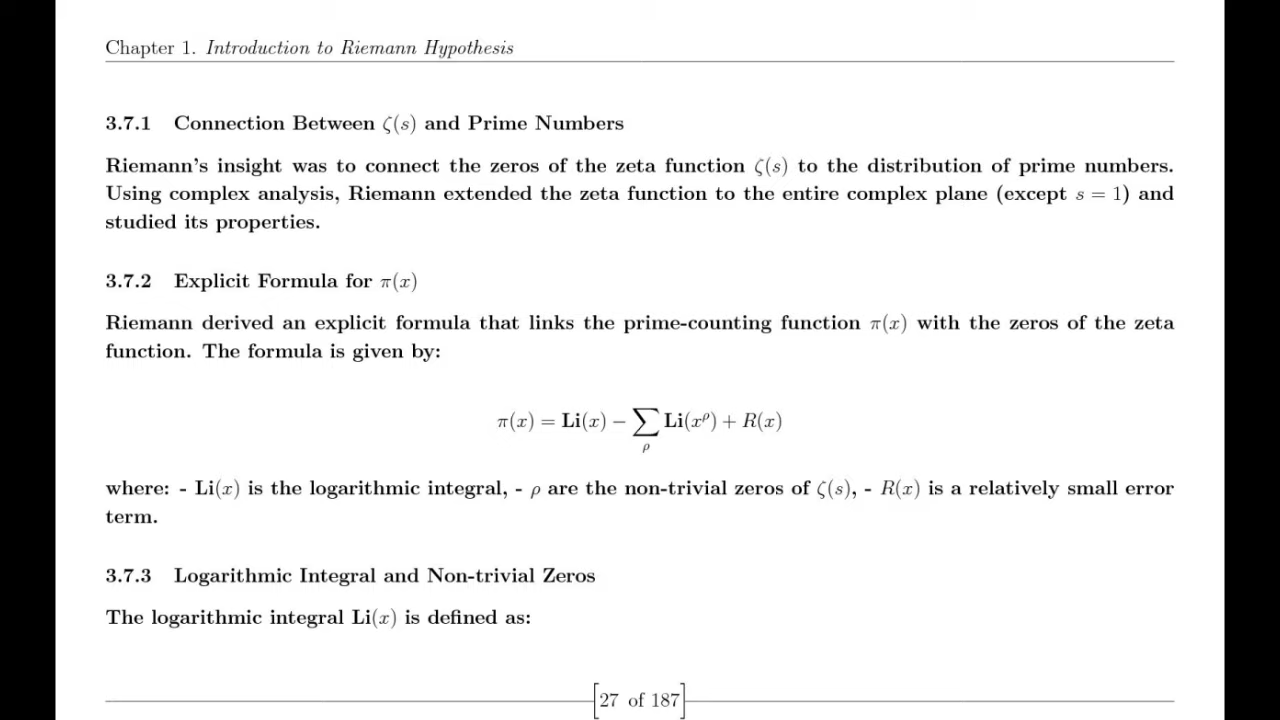 Chapter 1. Introduction to Riemann Hypothesis
3.7.1 Connection Between ζ(s) and Prime Numbers
Riemann's insight was to connect the zeros of the zeta function ζ(s) to the distribution of prime numbers.
Using complex analysis, Riemann extended the zeta function to the entire complex plane (except s = 1) and
studied its properties.
3.7.2 Explicit Formula for π(x)
Riemann derived an explicit formula that links the prime-counting function π(x) with the zeros of the zeta
function. The formula is given by:
π(x) = Li(x) − ∑ρ Li(x^ρ) + R(x)
where: - Li(x) is the logarithmic integral, - ρ are the non-trivial zeros of ζ(s), - R(x) is a relatively small error
term.
3.7.3 Logarithmic Integral and Non-trivial Zeros
The logarithmic integral Li(x) is defined as:
[27 of 187]